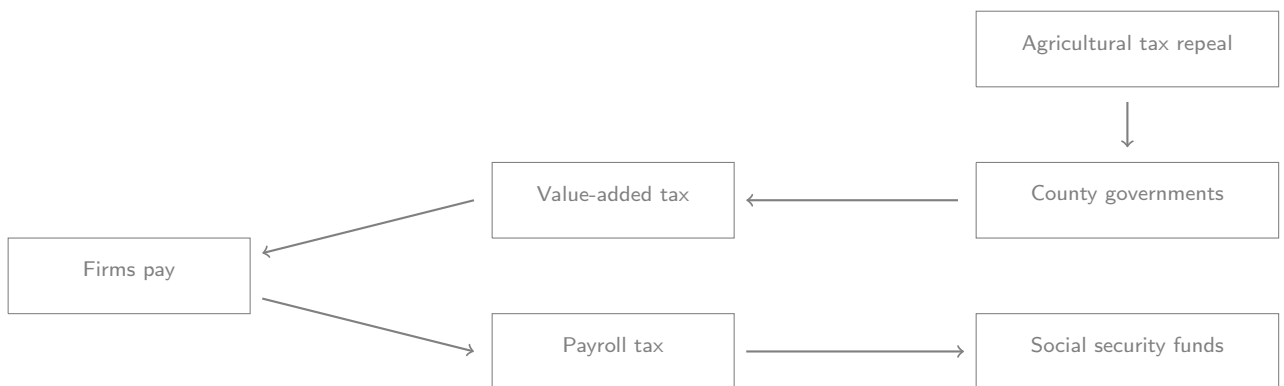 Agricultural tax repeal
Value-added tax
County governments
Firms pay
Payroll tax
Social security funds